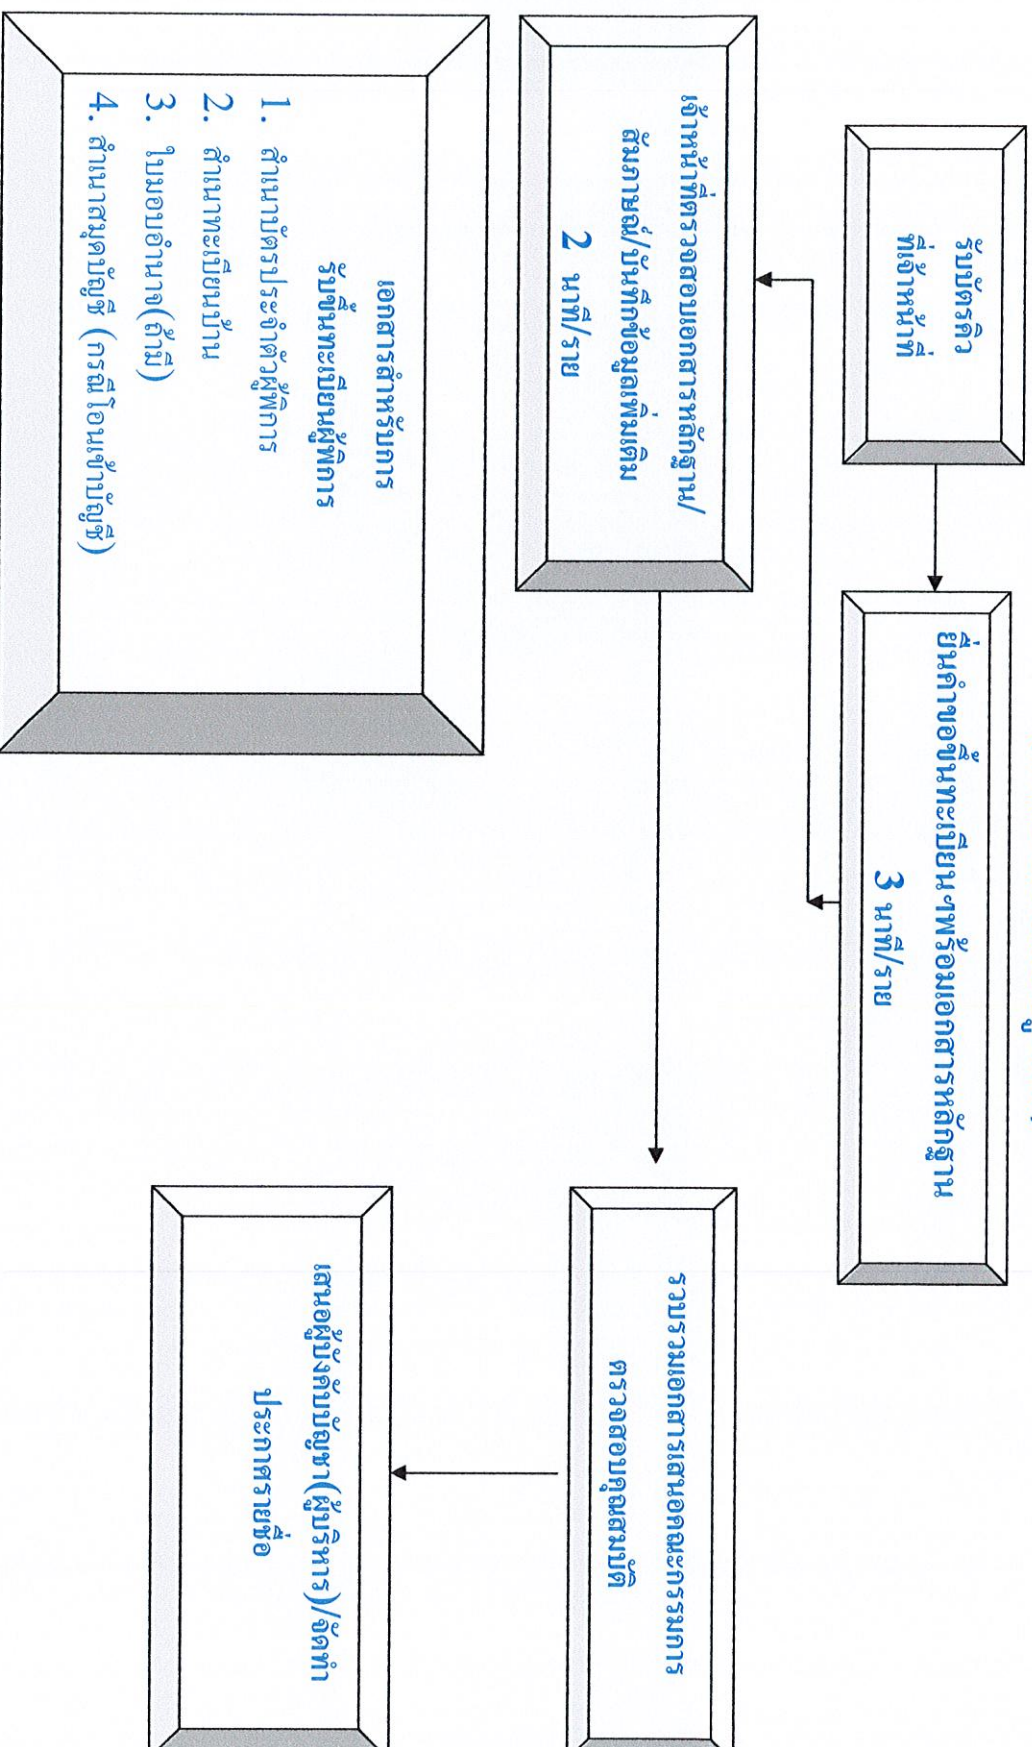 รับบัตรคิว
ที่เจ้าหน้าที่
ยื่นคำขอขึ้นทะเบียนฯพร้อมเอกสารหลักฐาน
3 นาที/ราย
เจ้าหน้าที่ตรวจสอบเอกสารหลักฐาน/
สัมภาษณ์/บันทึกข้อมูลเพิ่มเติม
2 นาที/ราย
รวบรวมเอกสารเสนอคณะกรรมการ
ตรวจสอบคุณสมบัติ
เสนอผู้บังคับบัญชา(ผู้บริหาร)/จัดทำ
ประกาศรายชื่อ
เอกสารสำหรับการ
รับขึ้นทะเบียนผู้พิการ
1. สำเนาบัตรประจำตัวผู้พิการ
2. สำเนาทะเบียนบ้าน
3. ใบมอบอำนาจ(ถ้ามี)
4. สำเนาสมุดบัญชี (กรณีโอนเข้าบัญชี)